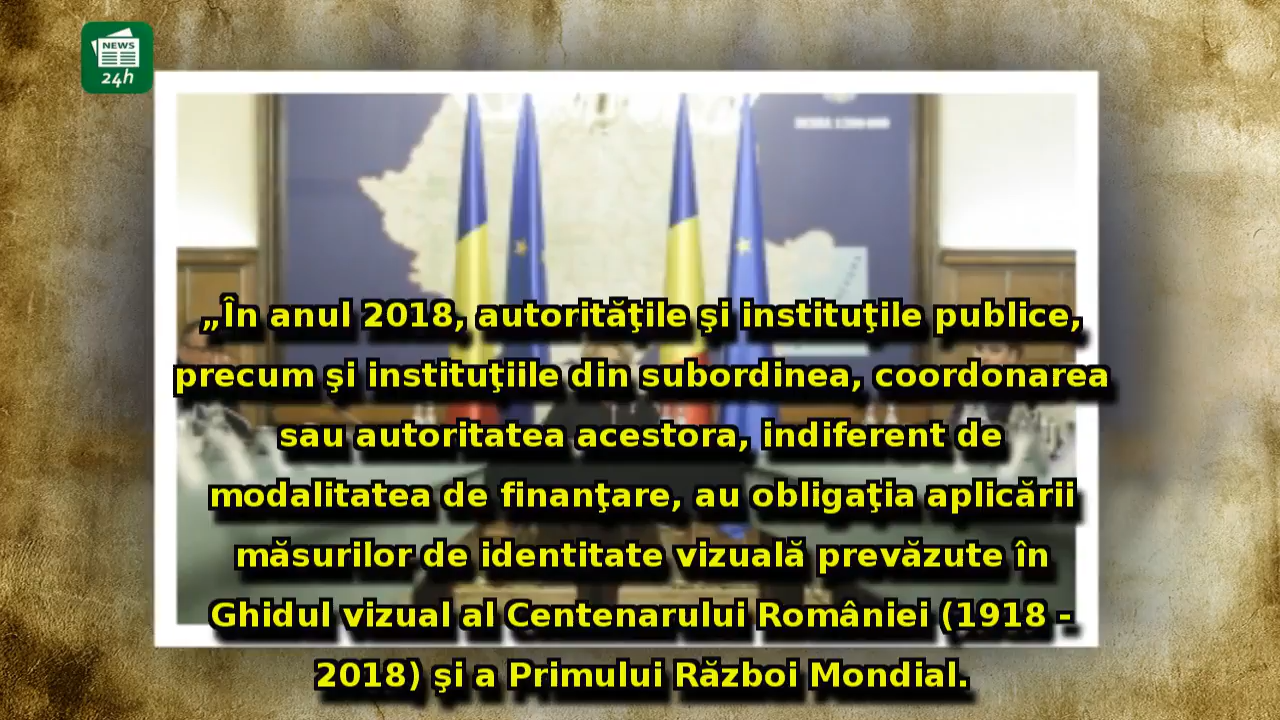 NEWS
24h
„În anul 2018, autorităţile şi instituţile publice,
precum şi instituţiile din subordinea, coordonarea
sau autoritatea acestora, indiferent de
modalitatea de finanţare, au obligaţia aplicării
măsurilor de identitate vizuală prevăzute în
Ghidul vizual al Centenarului României (1918 -
2018) şi a Primului Război Mondial.